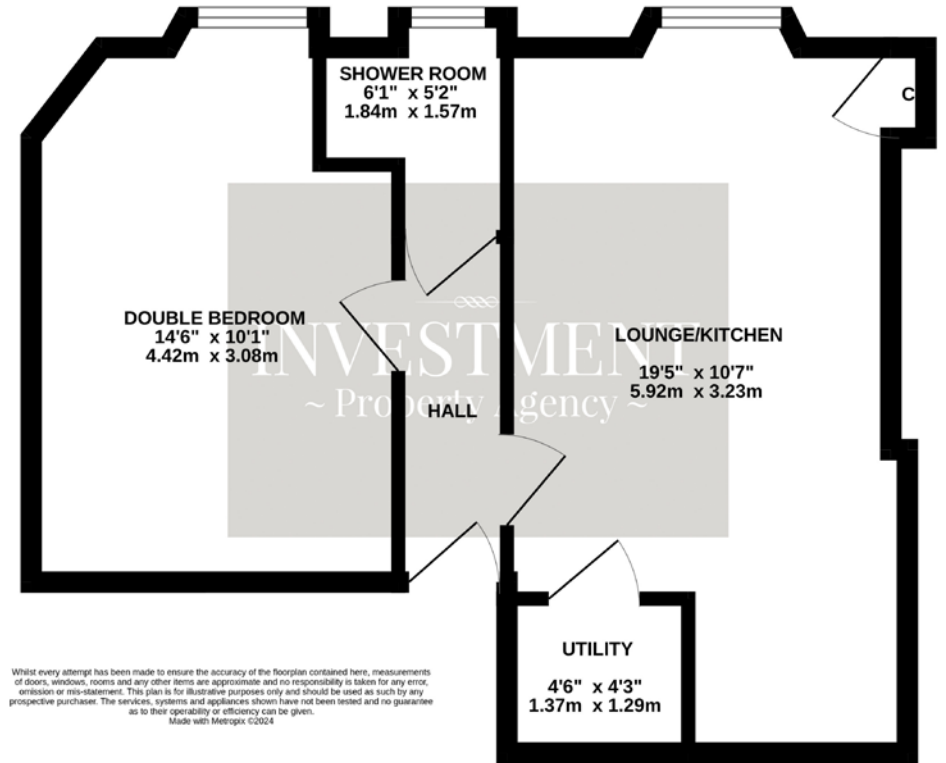 SHOWER ROOM
6'1" x 5'2"
1.84m x 1.57m
C
DOUBLE BEDROOM
14'6" x 10'1"
4.42m x 3.08m
INVESTMENT
~ Property Agency ~
LOUNGE/KITCHEN
19'5" x 10'7"
5.92m x 3.23m
HALL
UTILITY
4'6" x 4'3"
1.37m x 1.29m
Whilst every attempt has been made to ensure the accuracy of the floorplan contained here, measurements
of doors, windows, rooms and any other items are approximate and no responsibility is taken for any error,
omission or mis-statement. This plan is for illustrative purposes only and should be used as such by any
prospective purchaser. The services, systems and appliances shown have not been tested and no guarantee
as to their operability or efficiency can be given.
Made with Metropix ©2024